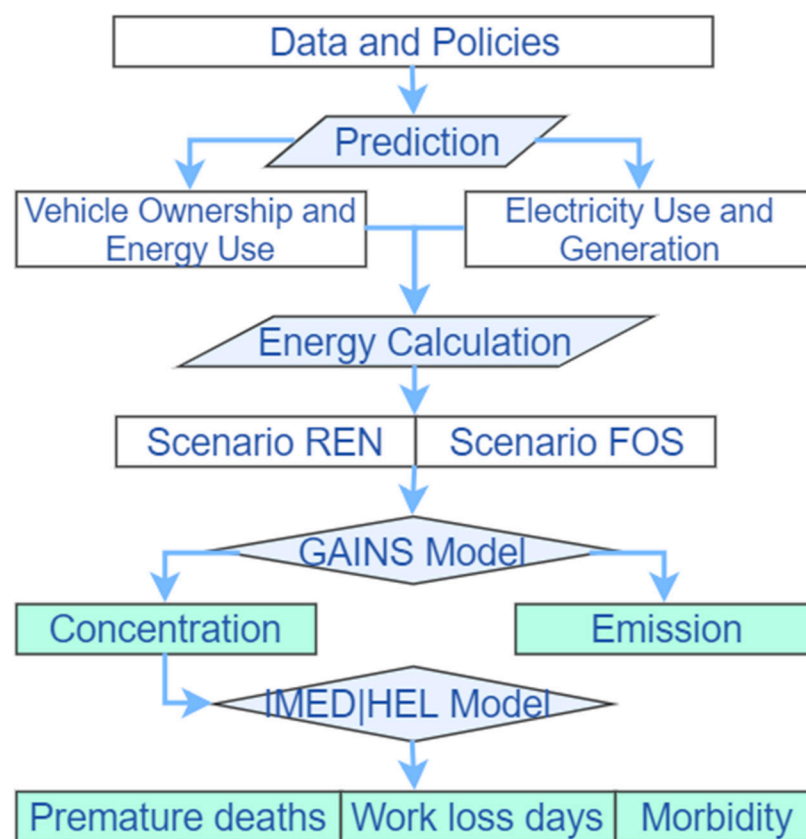 Data and Policies
Prediction
Vehicle Ownership and
Energy Use
Electricity Use and
Generation
Energy Calculation
Scenario REN
Scenario FOS
GAINS Model
Concentration
Emission
IMED|HEL Model
Premature deaths
Work loss days
Morbidity